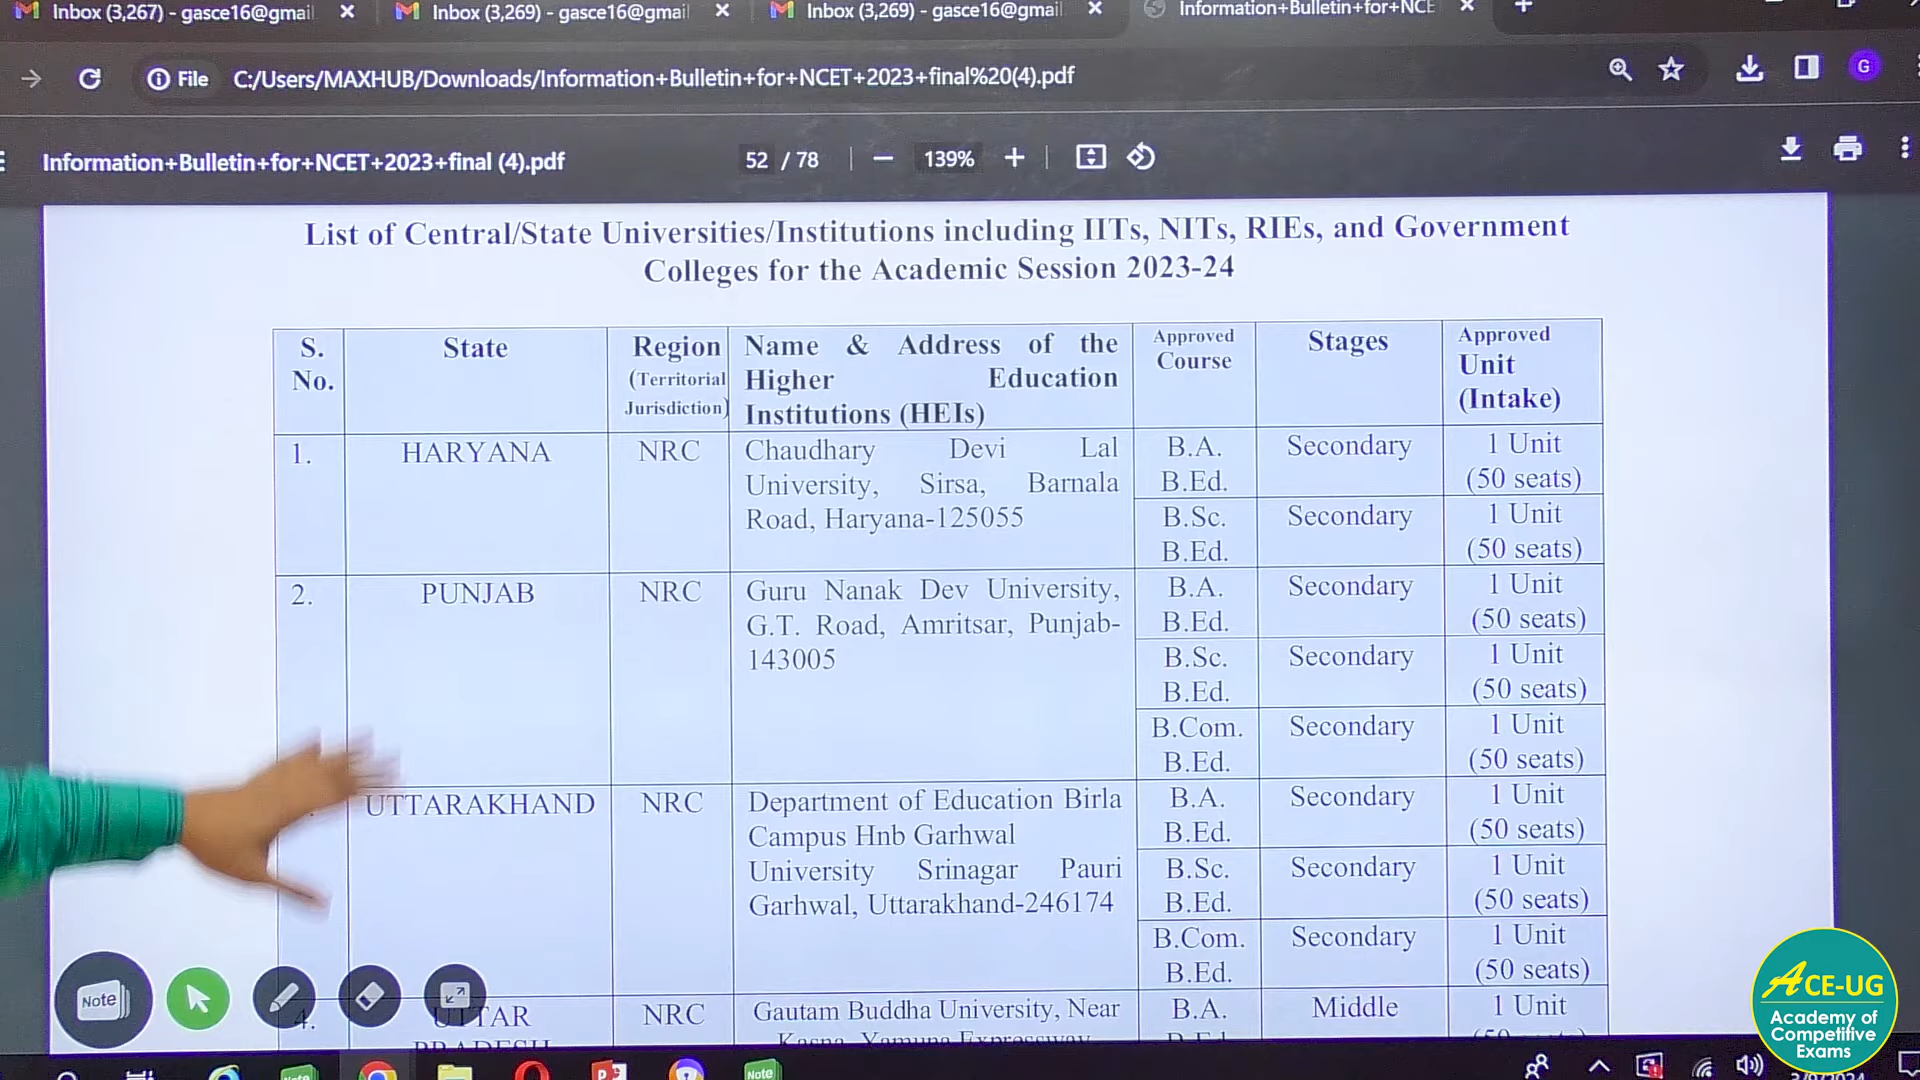 Inbox (3,267) - gasce16@gmail
Inbox (3,269) - gasce16@gmail
Inbox (3,269) - gasce16@gmail
Information+Bulletin+for+NCE
File C:/Users/MAXHUB/Downloads/Information+Bulletin+for+NCET+2023+final%20(4).pdf
G
Information+Bulletin+for+NCET+2023+final (4).pdf
52 / 78
139%
List of Central/State Universities/Institutions including IITs, NITs, RIEs, and Government
Colleges for the Academic Session 2023-24
S.
No.
State
Region
(Territorial
Jurisdiction)
Name & Address of the
Higher Education
Institutions (HEIs)
Approved
Course
Stages
Approved
Unit
(Intake)
1.
HARYANA
NRC
Chaudhary Devi Lal
University, Sirsa, Barnala
Road, Haryana-125055
B.A.
B.Ed.
Secondary
1 Unit
(50 seats)
B.Sc.
B.Ed.
Secondary
1 Unit
(50 seats)
2.
PUNJAB
NRC
Guru Nanak Dev University,
G.T. Road, Amritsar, Punjab-
143005
B.A.
B.Ed.
Secondary
1 Unit
(50 seats)
B.Sc.
B.Ed.
Secondary
1 Unit
(50 seats)
B.Com.
B.Ed.
Secondary
1 Unit
(50 seats)
UTTARAKHAND
NRC
Department of Education Birla
Campus Hnb Garhwal
University Srinagar Pauri
Garhwal, Uttarakhand-246174
B.A.
B.Ed.
Secondary
1 Unit
(50 seats)
B.Sc.
B.Ed.
Secondary
1 Unit
(50 seats)
B.Com.
B.Ed.
Secondary
1 Unit
(50 seats)
4.
UTTAR
PRADESH
NRC
Gautam Buddha University, Near
Kasna, Yamuna Expressway
B.A.
Middle
1 Unit
Note
Note
Note
ACE-UG
Academy of
Competitive
Exams